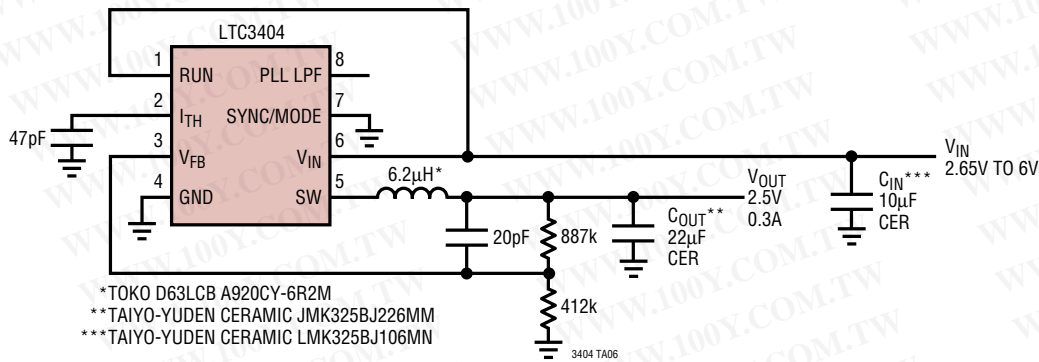 WWW.100Y.COM.TW
LTC3404
1 RUN
2 ITH
3 VFB
4 GND
PLL LPF 8
SYNC/MODE 7
VIN 6
SW 5
47pF
6.2µH*
20pF
887k
412k
COUT**
22µF
CER
VOUT
2.5V
0.3A
CIN***
10µF
CER
VIN
2.65V TO 6V
*TOKO D63LCB A920CY-6R2M
**TAIYO-YUDEN CERAMIC JMK325BJ226MM
***TAIYO-YUDEN CERAMIC LMK325BJ106MN
3404 TA06